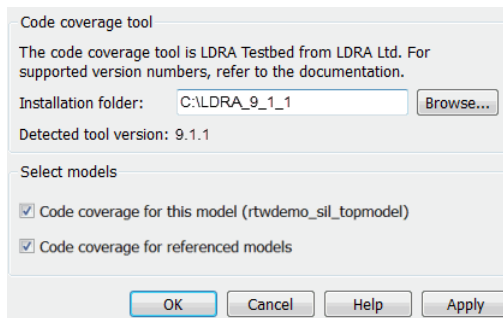 Code coverage tool
The code coverage tool is LDRA Testbed from LDRA Ltd. For
supported version numbers, refer to the documentation.
Installation folder: C:\LDRA_9_1_1 Browse...
Detected tool version: 9.1.1
Select models
Code coverage for this model (rtwdemo_sil_topmodel)
Code coverage for referenced models
OK Cancel Help Apply